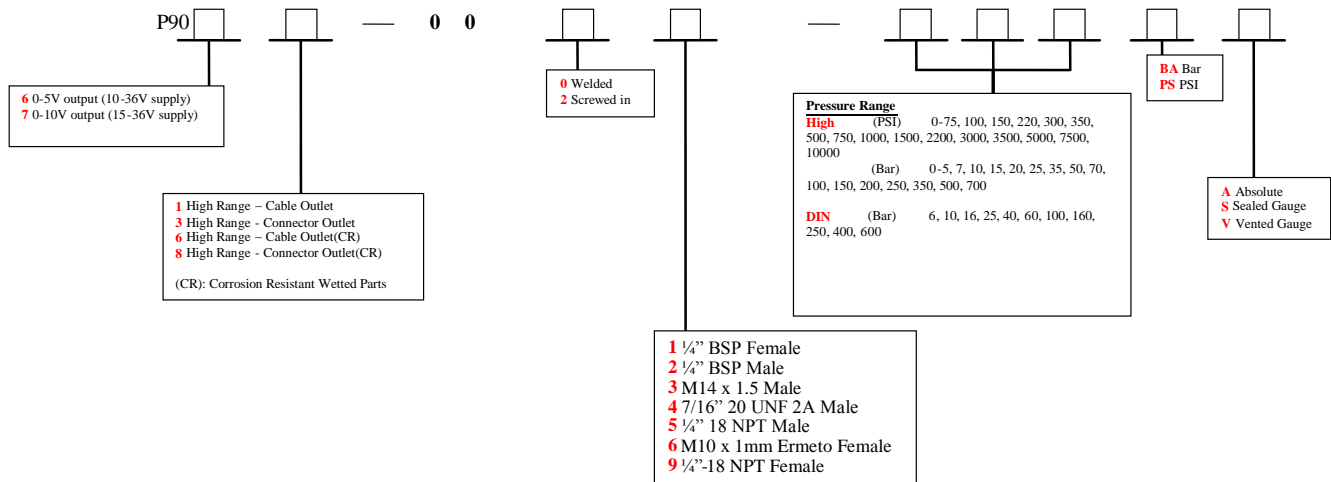 P90 — 0 0 —
6 0-5V output (10-36V supply)
7 0-10V output (15-36V supply)
1 High Range – Cable Outlet
3 High Range - Connector Outlet
6 High Range – Cable Outlet(CR)
8 High Range - Connector Outlet(CR)
(CR): Corrosion Resistant Wetted Parts
0 Welded
2 Screwed in
1 ¼” BSP Female
2 ¼” BSP Male
3 M14 x 1.5 Male
4 7/16” 20 UNF 2A Male
5 ¼” 18 NPT Male
6 M10 x 1mm Ermeto Female
9 ¼”-18 NPT Female
Pressure Range
High (PSI) 0-75, 100, 150, 220, 300, 350,
500, 750, 1000, 1500, 2200, 3000, 3500, 5000, 7500,
10000
(Bar) 0-5, 7, 10, 15, 20, 25, 35, 50, 70,
100, 150, 200, 250, 350, 500, 700
DIN (Bar) 6, 10, 16, 25, 40, 60, 100, 160,
250, 400, 600
BA Bar
PS PSI
A Absolute
S Sealed Gauge
V Vented Gauge